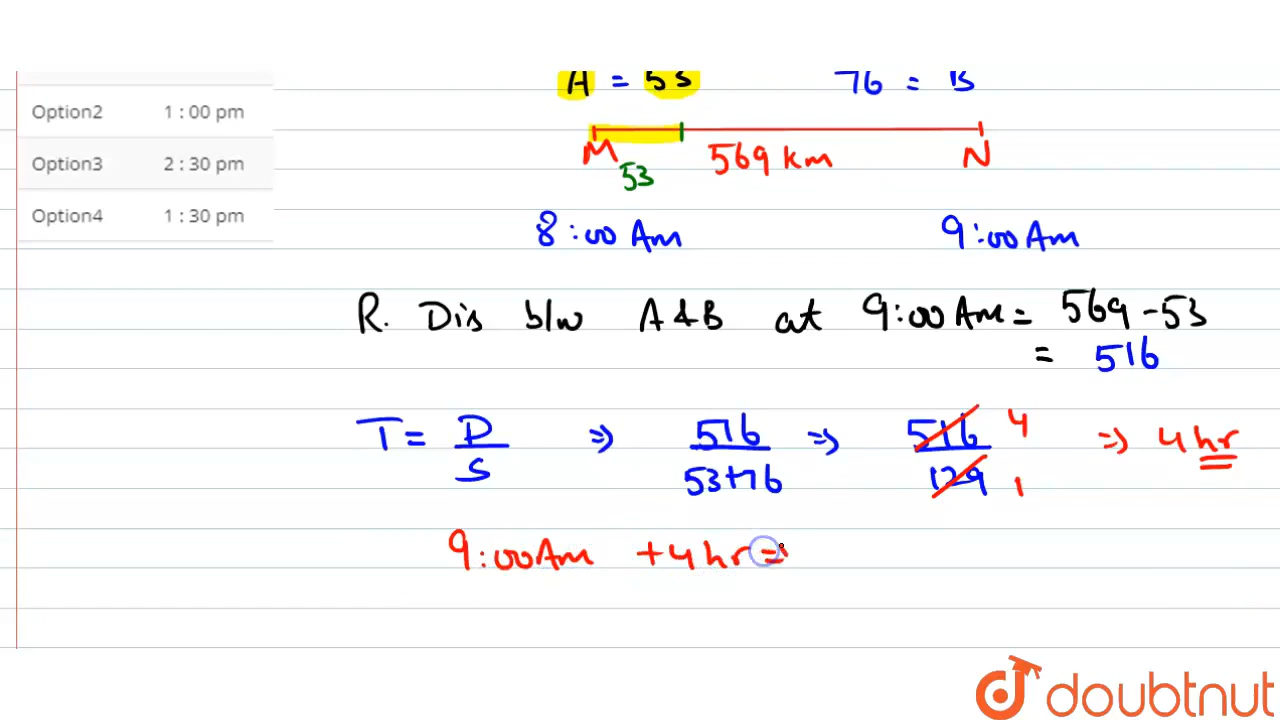 A = 53 76 = B
Option2 1 : 00 pm
M 53 569 km N
Option3 2 : 30 pm
Option4 1 : 30 pm
8:00 Am 9:00 Am
R. Dis b/w A & B at 9:00 Am = 569 - 53
= 516
T = D/S ⇒ 516/53+76 ⇒ 516/129 4/1 ⇒ 4 hr
9:00 Am + 4 hr =
doubtnut